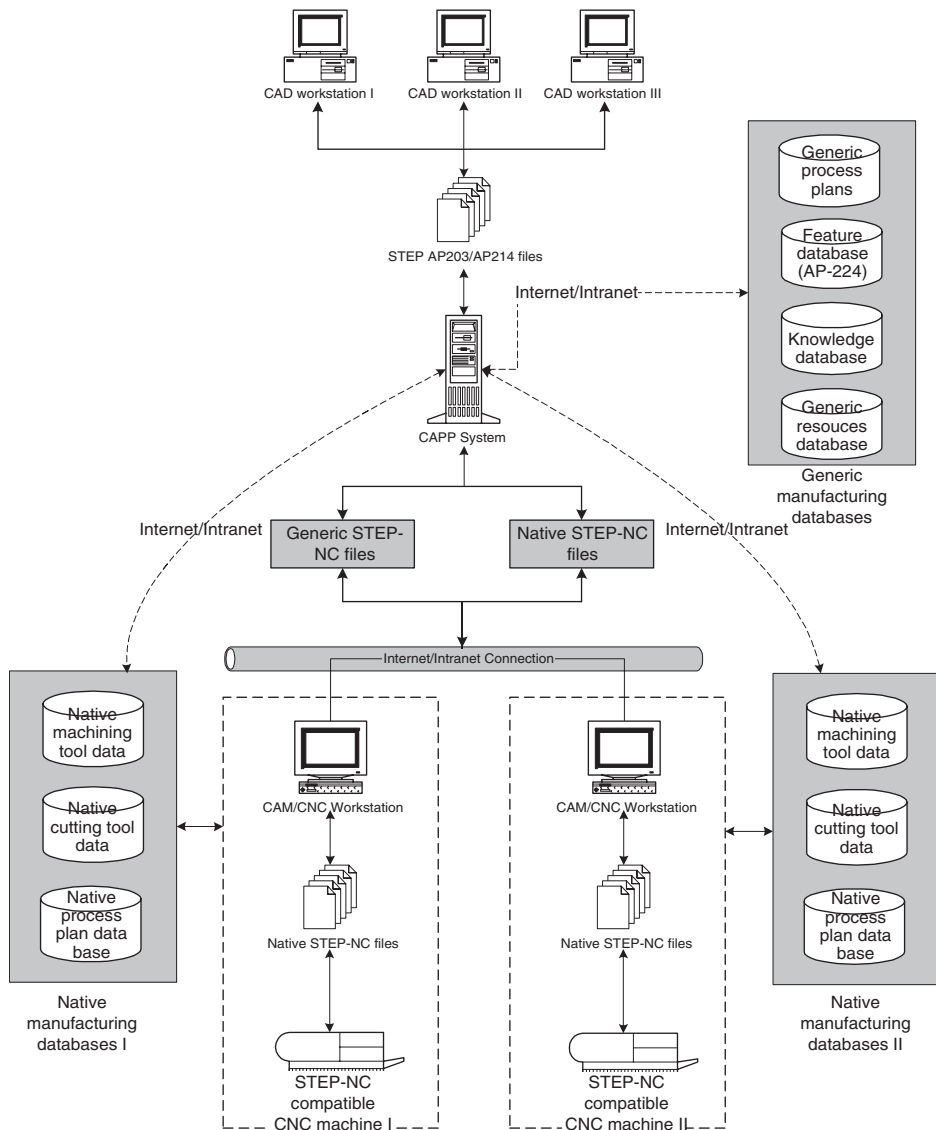 CAD workstation I
CAD workstation II
CAD workstation III
STEP AP203/AP214 files
Generic
process
plans
Feature
database
(AP-224)
Knowledge
database
Generic
resouces
database
Generic
manufacturing
databases
Internet/Intranet
CAPP System
Internet/Intranet
Internet/Intranet
Generic STEP-
NC files
Native STEP-NC
files
Internet/Intranet Connection
Native
machining
tool data
Native
cutting tool
data
Native
process
plan data
base
Native
manufacturing
databases I
CAM/CNC Workstation
Native STEP-NC files
STEP-NC
compatible
CNC machine I
CAM/CNC Workstation
Native STEP-NC files
STEP-NC
compatible
CNC machine II
Native
machining
tool data
Native
cutting tool
data
Native
process
plan data
base
Native
manufacturing
databases II